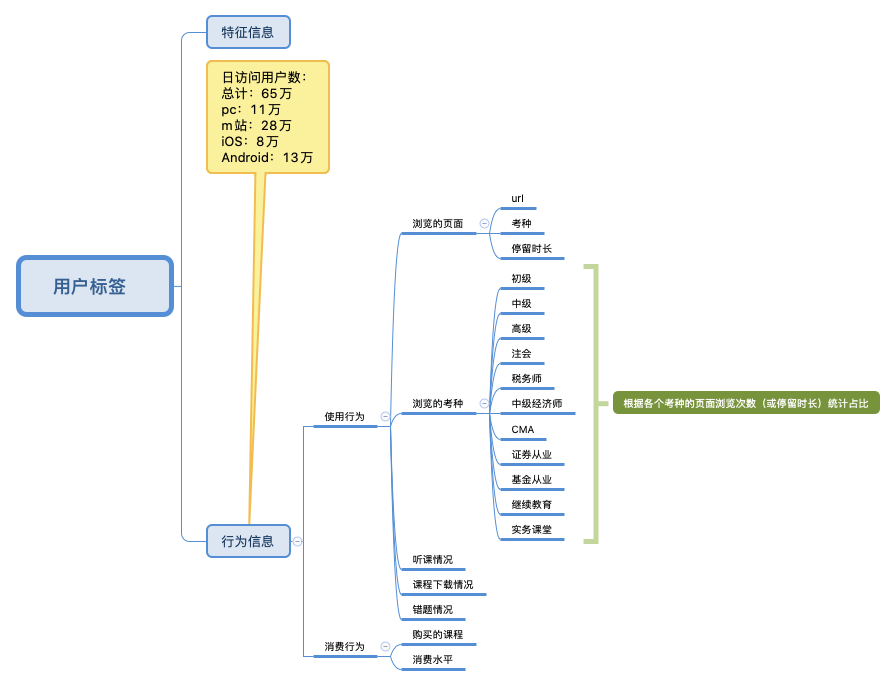 特征信息
日访问用户数：
总计：65万
pc：11万
m站：28万
iOS：8万
Android：13万
用户标签
行为信息
使用行为
浏览的页面
url
考种
停留时长
浏览的考种
初级
中级
高级
注会
税务师
中级经济师
CMA
证券从业
基金从业
继续教育
实务课堂
根据各个考种的页面浏览次数（或停留时长）统计占比
听课情况
课程下载情况
错题情况
消费行为
购买的课程
消费水平